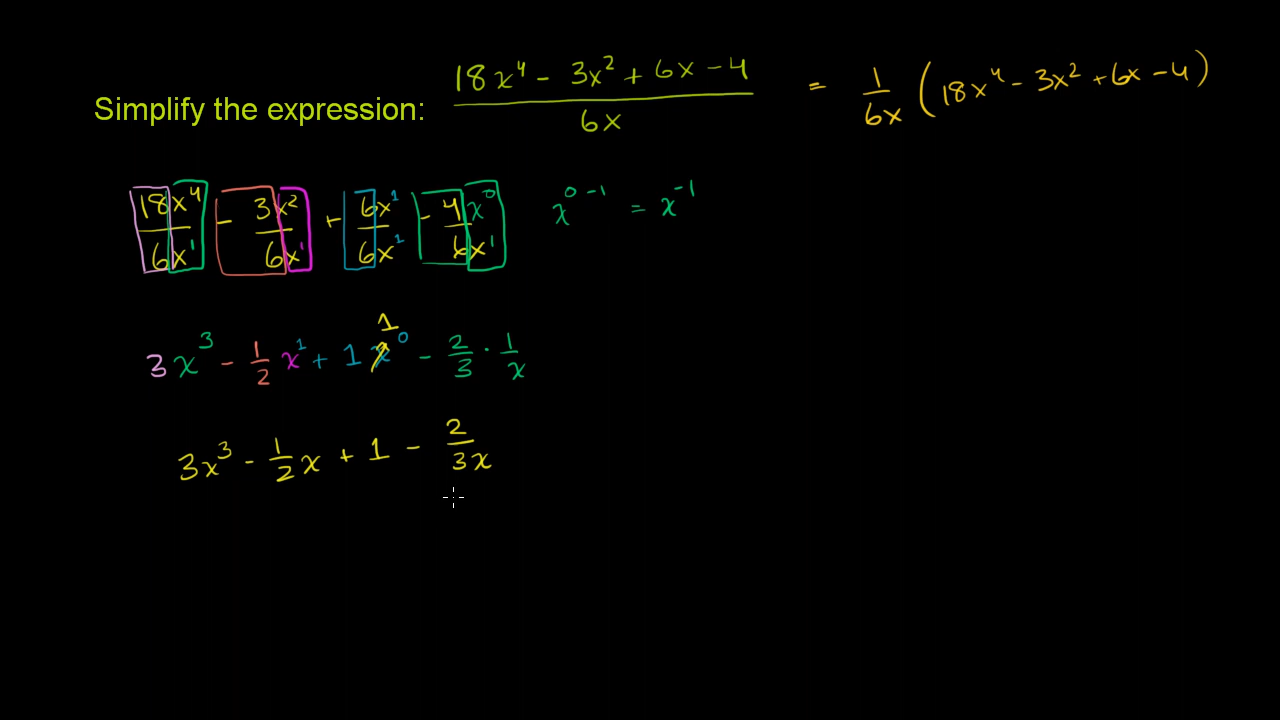 Simplify the expression: (18x⁴ - 3x² + 6x - 4)/(6x) = 1/(6x) (18x⁴ - 3x² + 6x - 4)
18x⁴/6x¹ - 3x²/6x¹ + 6x¹/6x¹ - 4x⁰/6x¹ x⁰⁻¹ = x⁻¹
1
3x³ - 1/2 x¹ + 1x⁰ - 2/3 · 1/x
3x³ - 1/2 x + 1 - 2/3x